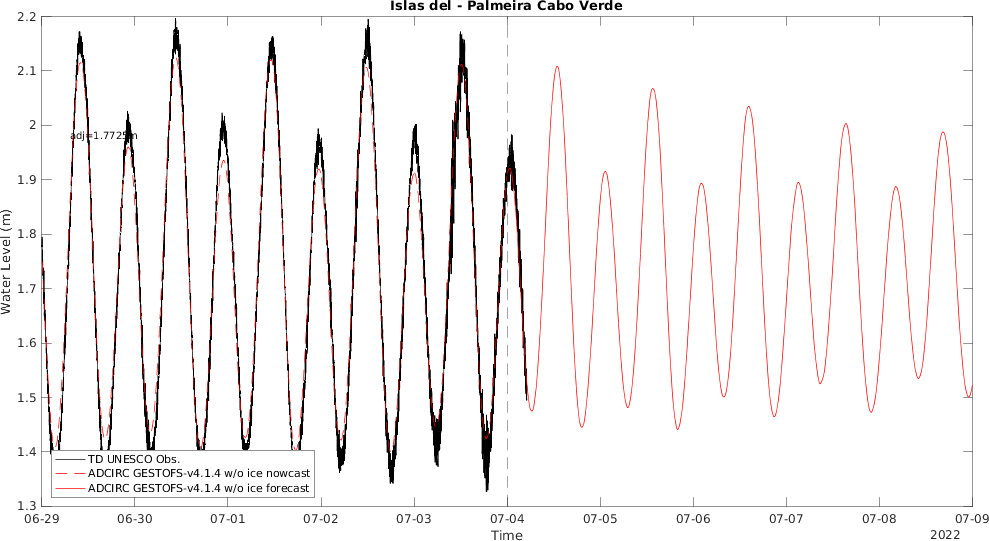 Islas del - Palmeira Cabo Verde
2.2
2.1
2
1.9
1.8
1.7
1.6
1.5
1.4
1.3
Water Level (m)
adj=1.7725m
TD UNESCO Obs.
ADCIRC GESTOFS-v4.1.4 w/o ice nowcast
ADCIRC GESTOFS-v4.1.4 w/o ice forecast
06-29 06-30 07-01 07-02 07-03 07-04 07-05 07-06 07-07 07-08 07-09
Time
2022